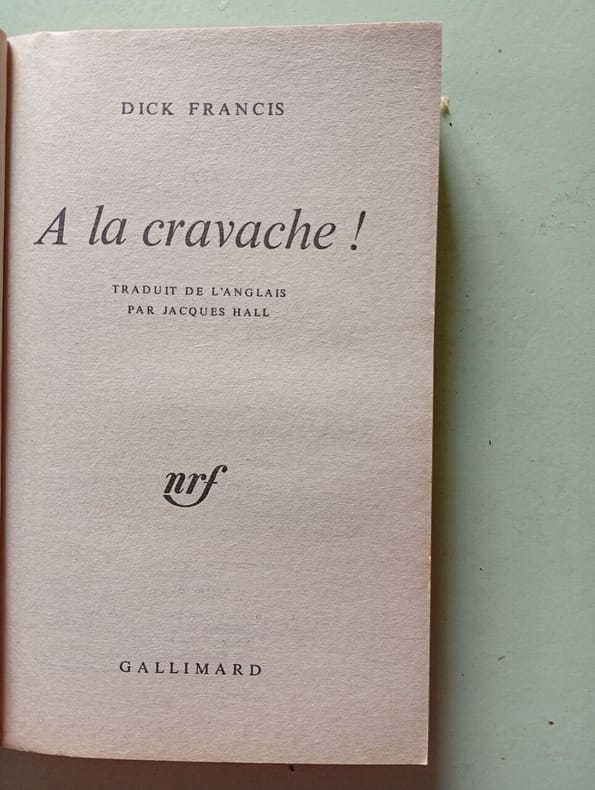 DICK FRANCIS
A la cravache !
TRADUIT DE L'ANGLAIS
PAR JACQUES HALL
nrf
GALLIMARD